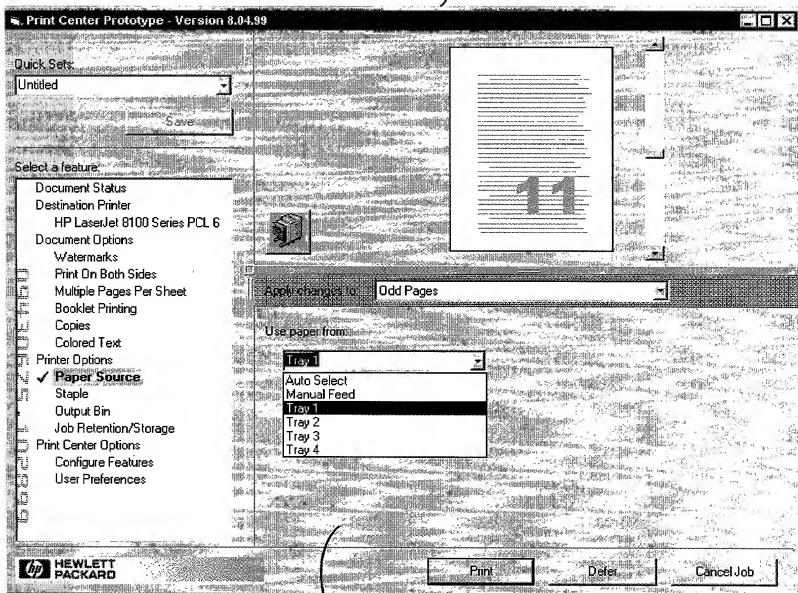 Print Center Prototype - Version 8.04.99
Quick Sets:
Untitled
Save
Select a feature:
Document Status
Destination Printer
HP LaserJet 8100 Series PCL 6
Document Options
Watermarks
Print On Both Sides
Multiple Pages Per Sheet
Booklet Printing
Copies
Colored Text
Printer Options
✓ Paper Source
Staple
Output Bin
Job Retention/Storage
Print Center Options
Configure Features
User Preferences
11
Apply changes to: Odd Pages
Use paper from:
Tray 1
Auto Select
Manual Feed
Tray 1
Tray 2
Tray 3
Tray 4
hp HEWLETT
PACKARD
Print
Defer
Cancel Job